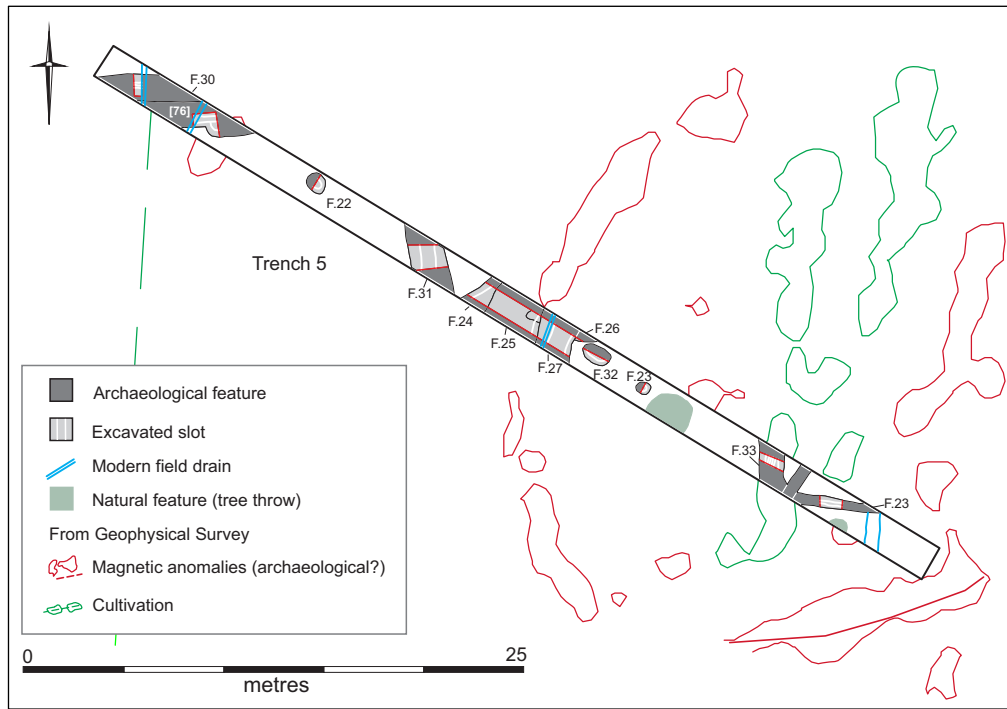 F.30
[76]
F.22
Trench 5
F.31
F.24
F.25
F.26
F.27
F.32
F.23
F.33
F.23
Archaeological feature
Excavated slot
Modern field drain
Natural feature (tree throw)
From Geophysical Survey
Magnetic anomalies (archaeological?)
Cultivation
0 25
metres